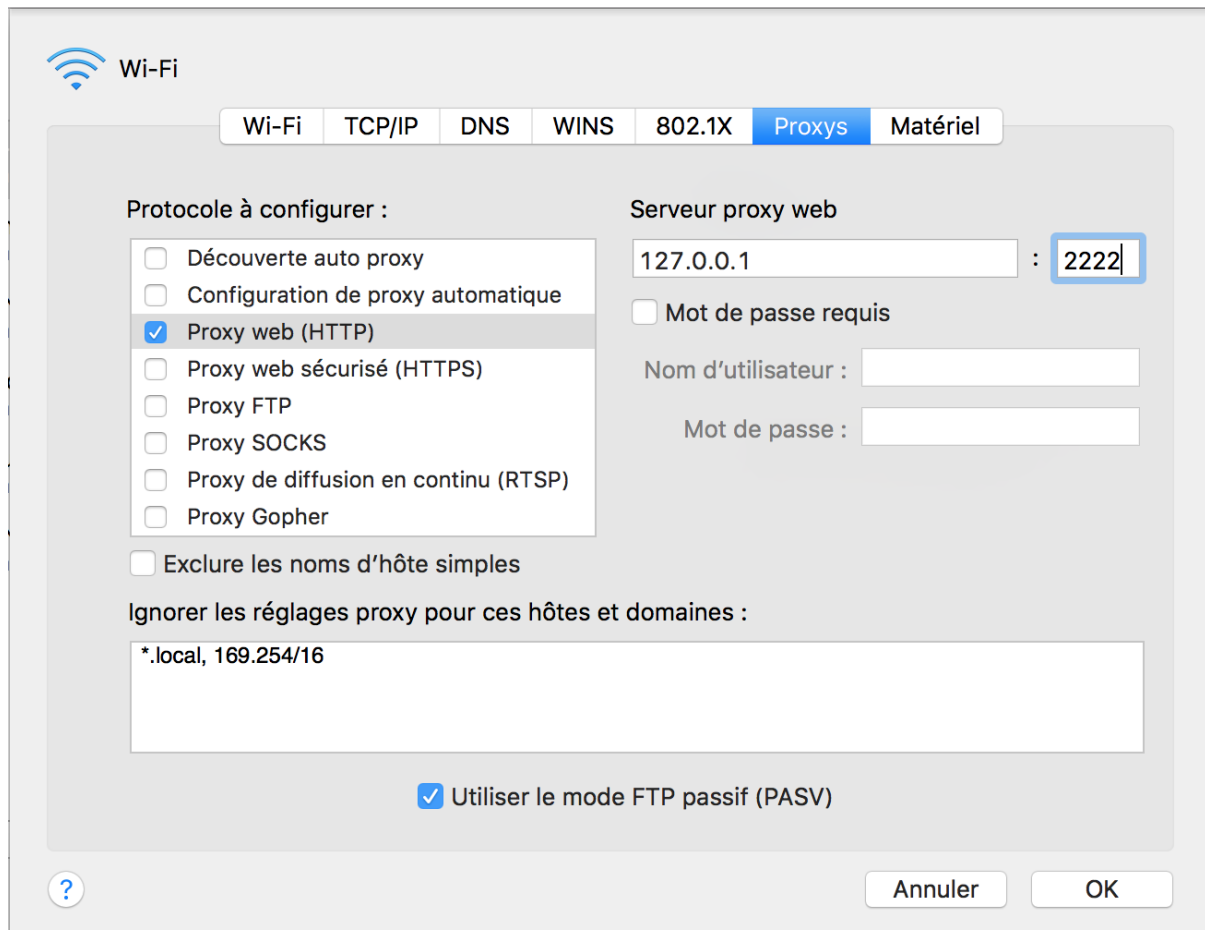 Wi-Fi
Wi-Fi TCP/IP DNS WINS 802.1X Proxys Matériel
Protocole à configurer :
Découverte auto proxy
Configuration de proxy automatique
Proxy web (HTTP)
Proxy web sécurisé (HTTPS)
Proxy FTP
Proxy SOCKS
Proxy de diffusion en continu (RTSP)
Proxy Gopher
Serveur proxy web
127.0.0.1 : 2222
Mot de passe requis
Nom d’utilisateur :
Mot de passe :
Exclure les noms d’hôte simples
Ignorer les réglages proxy pour ces hôtes et domaines :
*.local, 169.254/16
Utiliser le mode FTP passif (PASV)
? Annuler OK